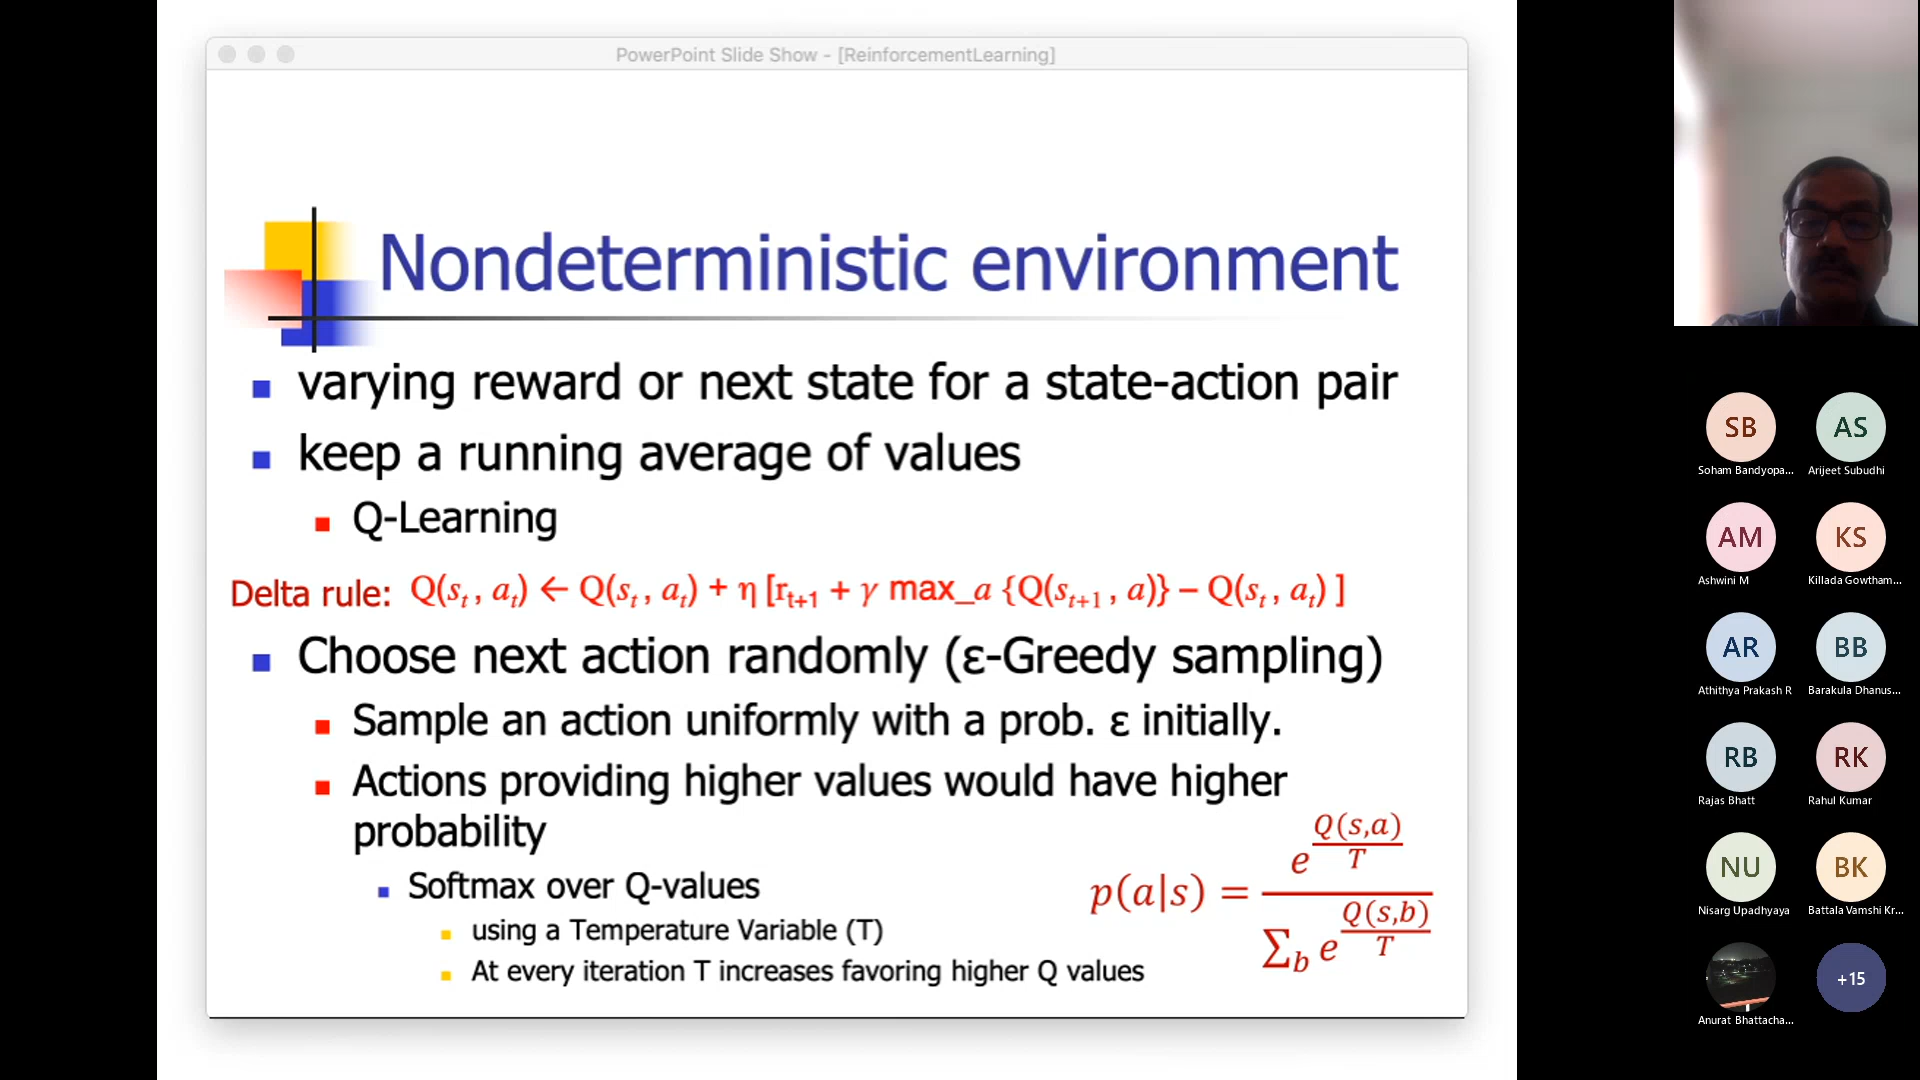 PowerPoint Slide Show - [ReinforcementLearning]
Nondeterministic environment
varying reward or next state for a state-action pair
keep a running average of values
Q-Learning
Delta rule: Q(sₜ, aₜ) ← Q(sₜ, aₜ) + η [rₜ₊₁ + γ max_a {Q(sₜ₊₁, a)} – Q(sₜ, aₜ) ]
Choose next action randomly (ε-Greedy sampling)
Sample an action uniformly with a prob. ε initially.
Actions providing higher values would have higher
probability
Softmax over Q-values
using a Temperature Variable (T)
At every iteration T increases favoring higher Q values
p(a|s) = e^(Q(s,a)/T) / ∑_b e^(Q(s,b)/T)
SB AS
Soham Bandyopa... Arijeet Subudhi
AM KS
Ashwini M Killada Gowtham...
AR BB
Athithya Prakash R Barakula Dhanus...
RB RK
Rajas Bhatt Rahul Kumar
NU BK
Nisarg Upadhyaya Battala Vamshi Kr...
+15
Anurat Bhattacha...